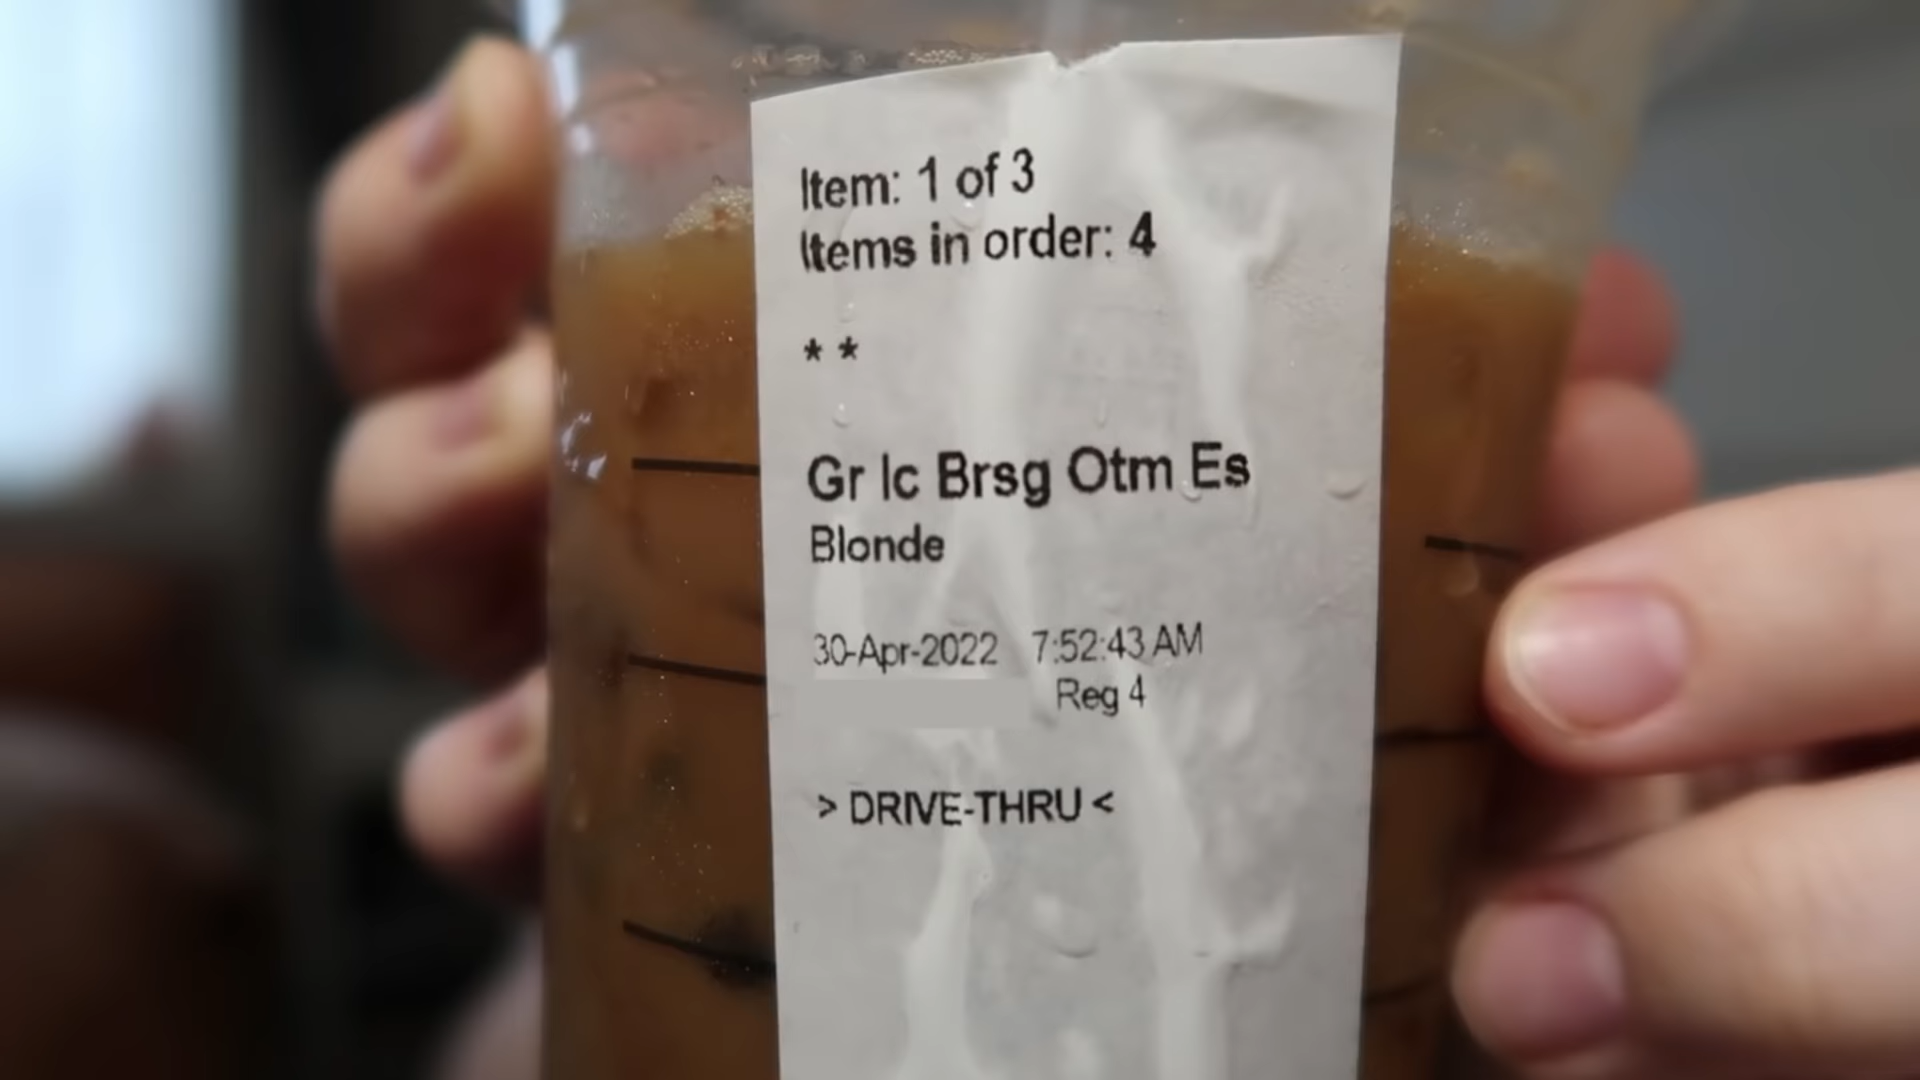 Item: 1 of 3
Items in order: 4
* *
Gr Ic Brsg Otm Es
Blonde
30-Apr-2022 7:52:43 AM
Reg 4
> DRIVE-THRU <